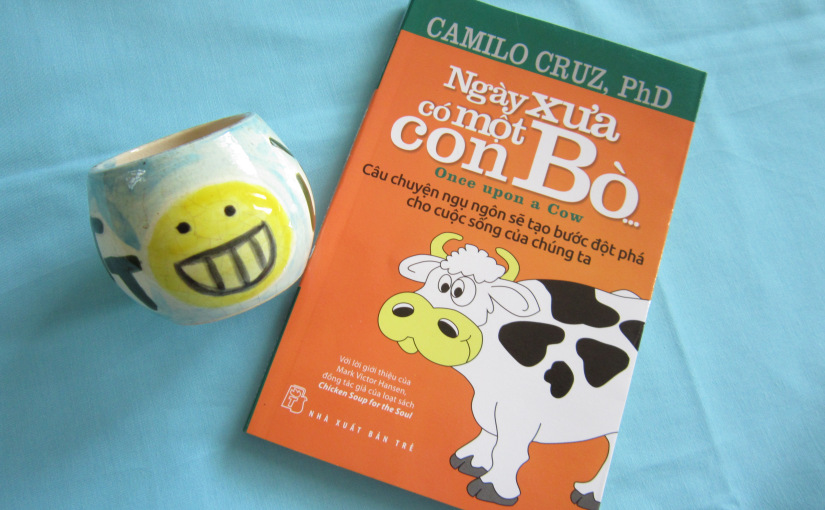 CAMILO CRUZ, PhD
Ngày xưa
có một
con Bò...
Once upon a Cow
Câu chuyện ngụ ngôn sẽ tạo bước đột phá
cho cuộc sống của chúng ta
Với lời giới thiệu của
Mark Victor Hansen,
đồng tác giả của loạt sách
Chicken Soup for the Soul
NHÀ XUẤT BẢN TRẺ